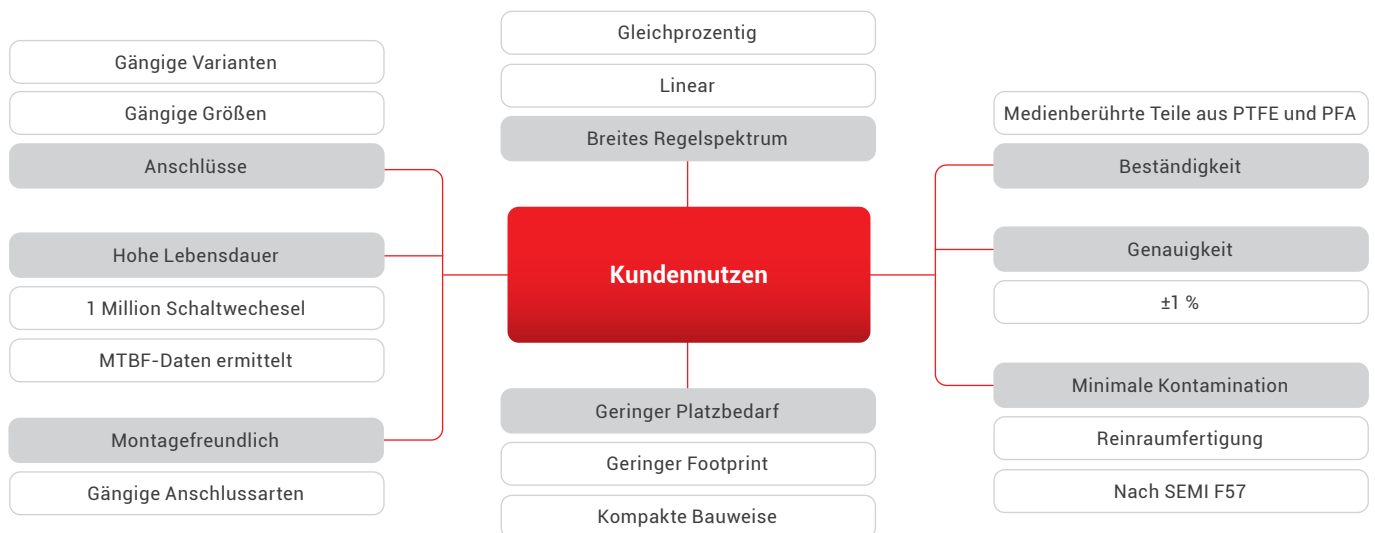 Gängige Varianten
Gängige Größen
Anschlüsse
Hohe Lebensdauer
1 Million Schaltwechesel
MTBF-Daten ermittelt
Montagefreundlich
Gängige Anschlussarten
Gleichprozentig
Linear
Breites Regelspektrum
Kundennutzen
Geringer Platzbedarf
Geringer Footprint
Kompakte Bauweise
Medienberührte Teile aus PTFE und PFA
Beständigkeit
Genauigkeit
±1 %
Minimale Kontamination
Reinraumfertigung
Nach SEMI F57